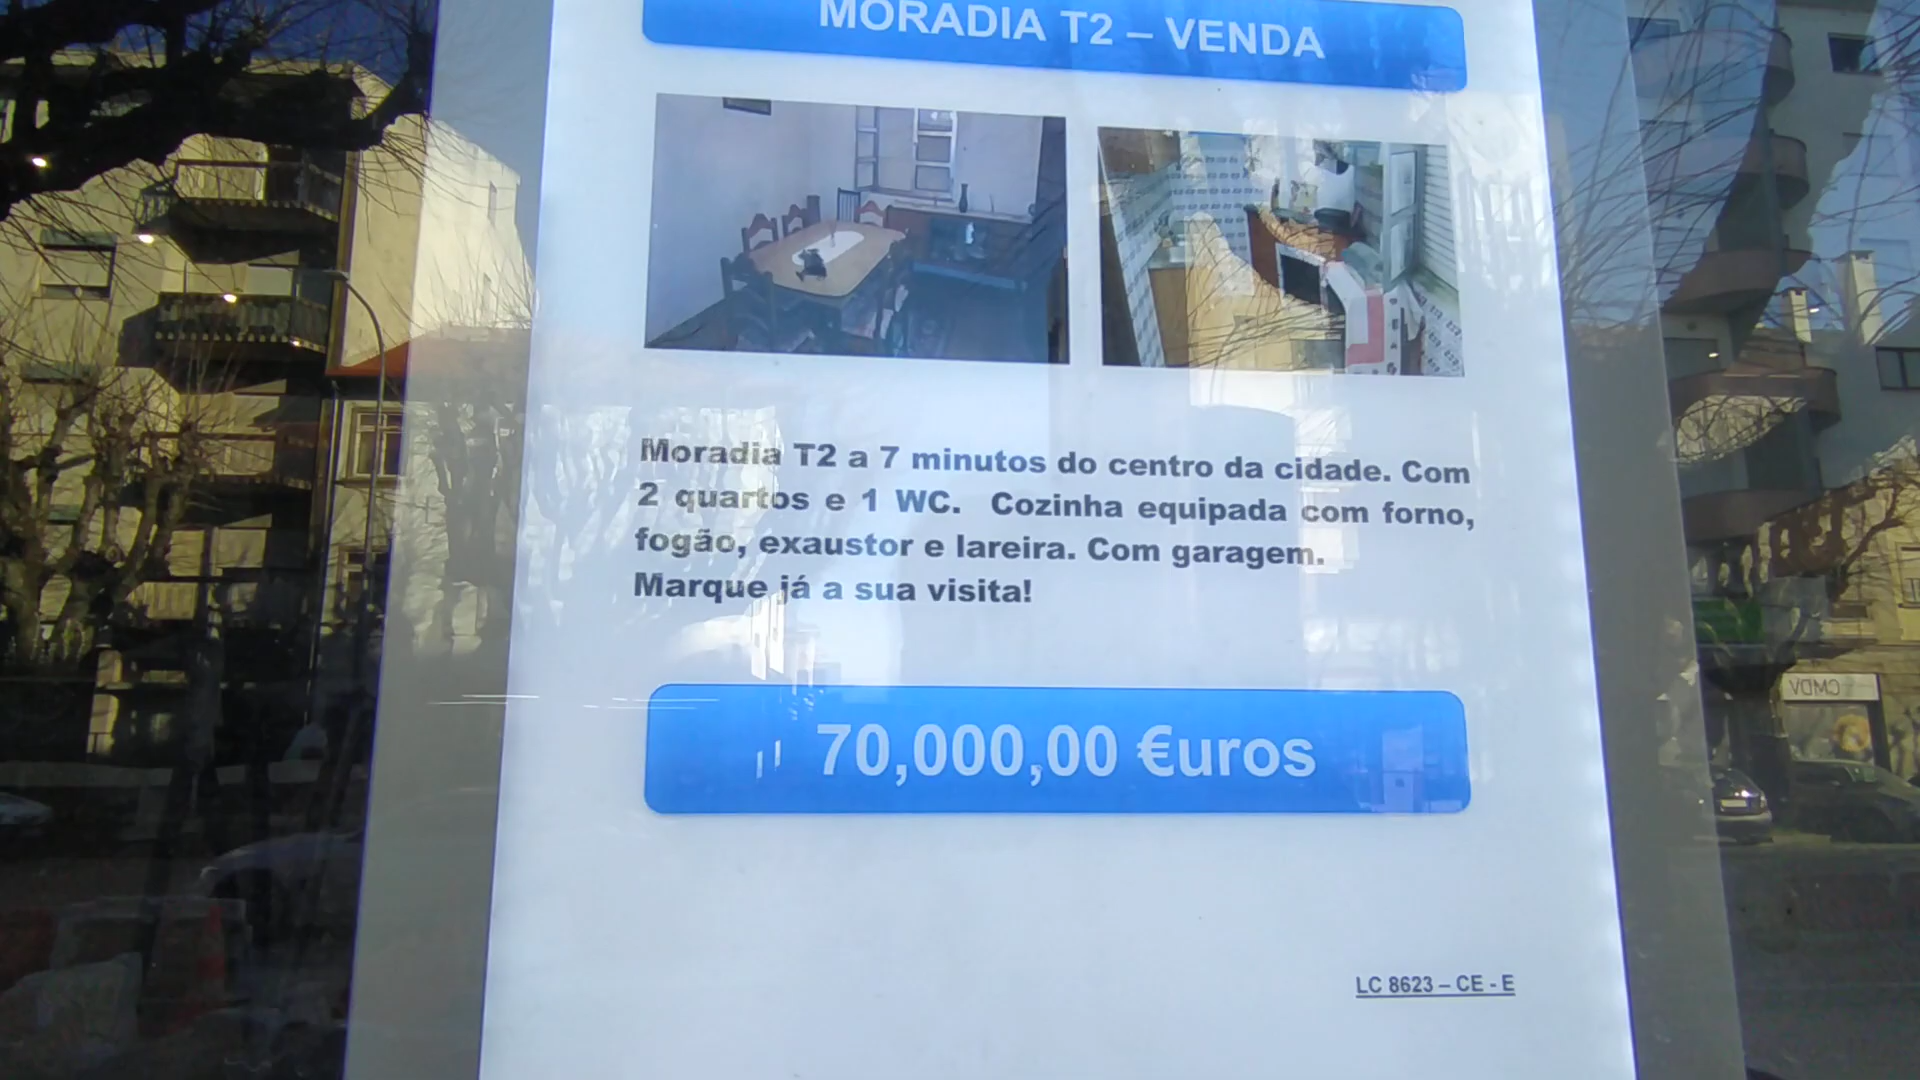 MORADIA T2 – VENDA
Moradia T2 a 7 minutos do centro da cidade. Com
2 quartos e 1 WC. Cozinha equipada com forno,
fogão, exaustor e lareira. Com garagem.
Marque já a sua visita!
70,000,00 €uros
LC 8623 – CE - E
CMDV